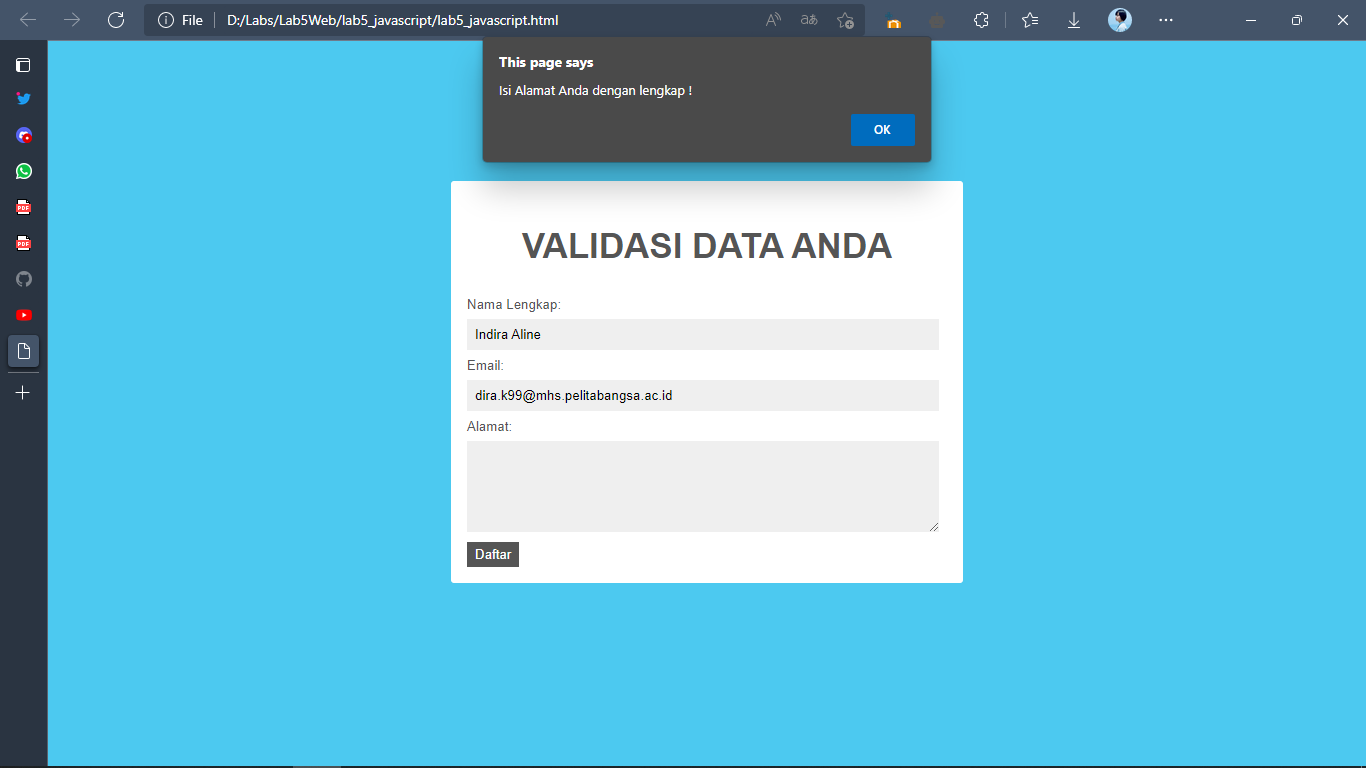 File
D:/Labs/Lab5Web/lab5_javascript/lab5_javascript.html
This page says
Isi Alamat Anda dengan lengkap !
OK
VALIDASI DATA ANDA
Nama Lengkap:
Indira Aline
Email:
dira.k99@mhs.pelitabangsa.ac.id
Alamat:
Daftar